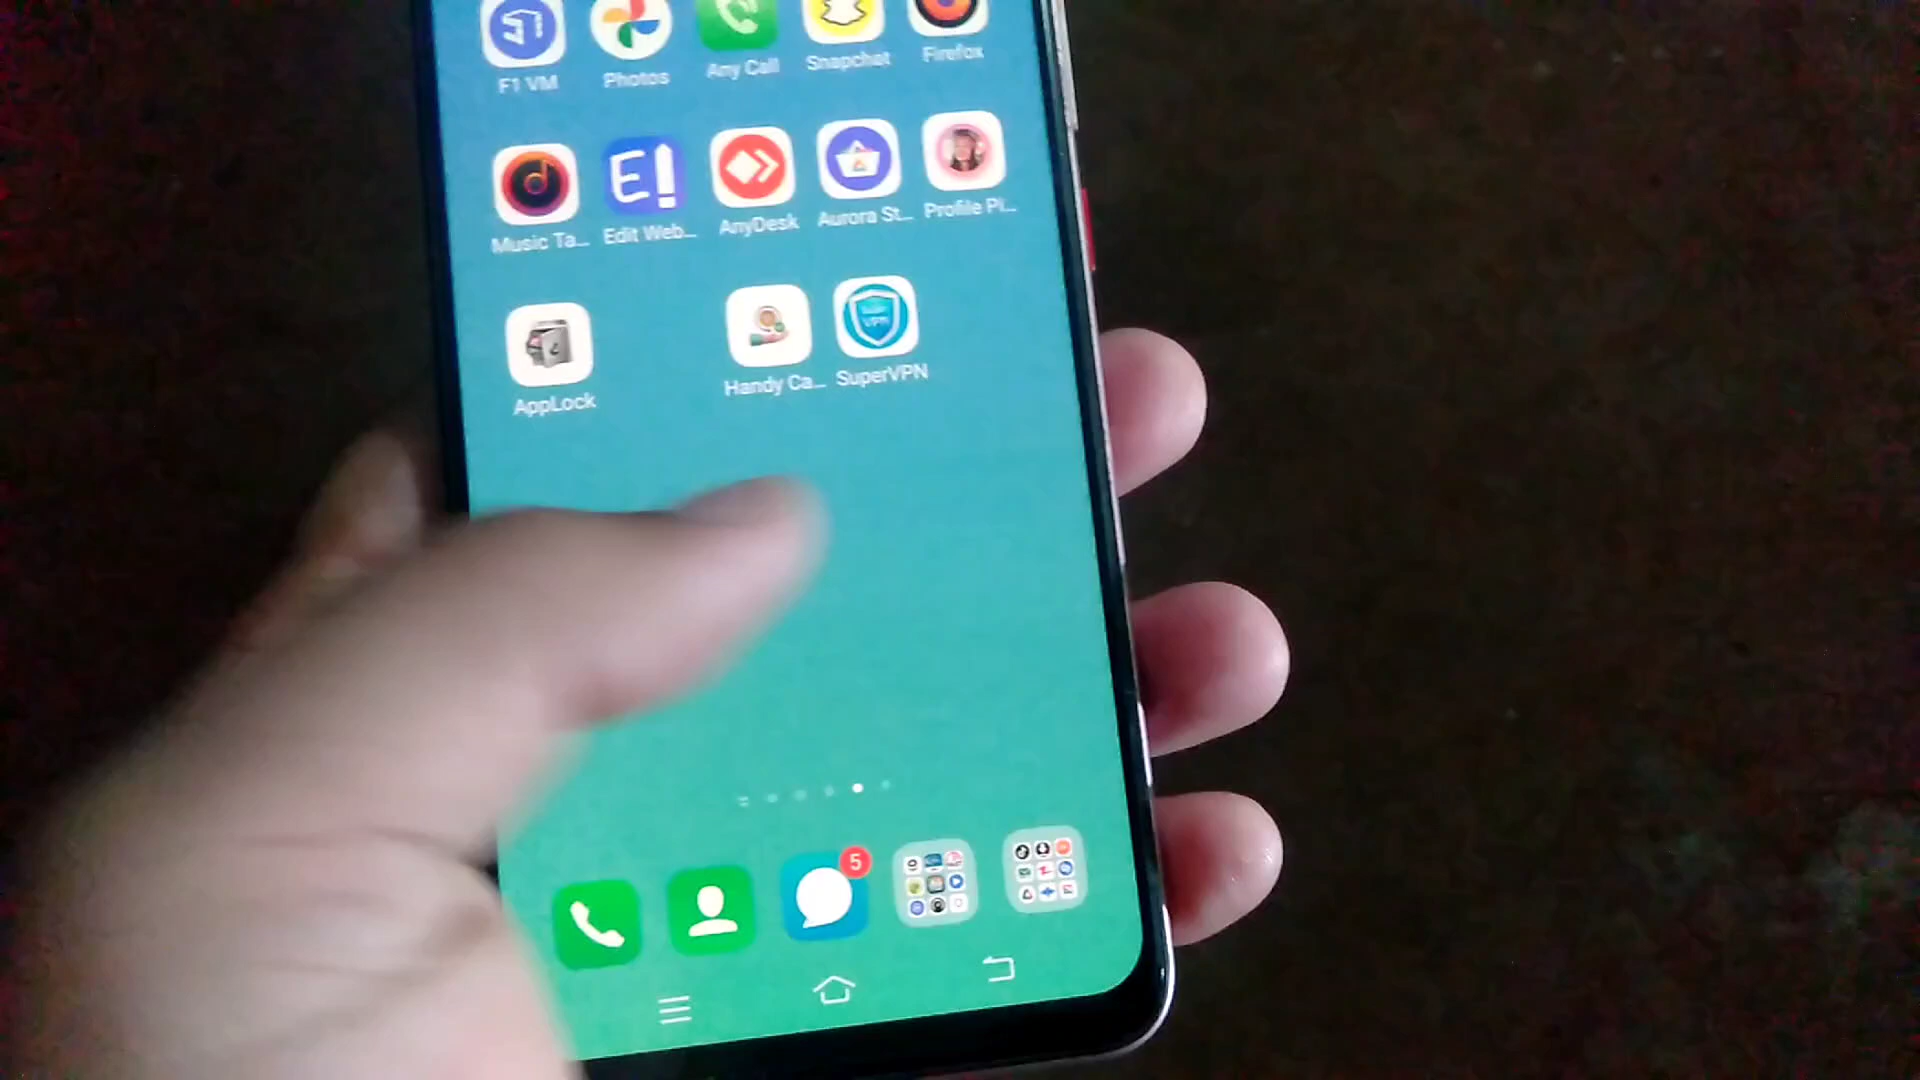 F1 VM
Photos
Any Call
Snapchat
Firefox
Music Ta...
E!
Edit Web...
AnyDesk
Aurora St...
Profile Pi...
AppLock
Handy Ca...
VPN
SuperVPN
5